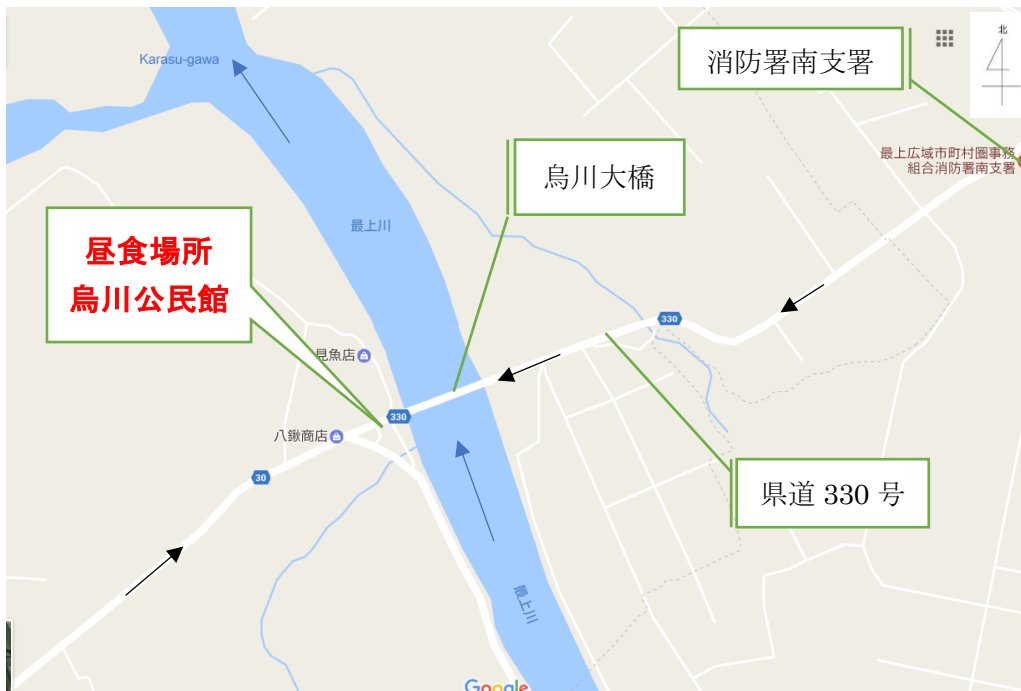 北
消防署南支署
Karasu-gawa
最上広域市町村圏事務
組合消防署南支署
烏川大橋
最上川
昼食場所
烏川公民館
330
見魚店
330
八鍬商店
30
県道 330 号
最上川
Google